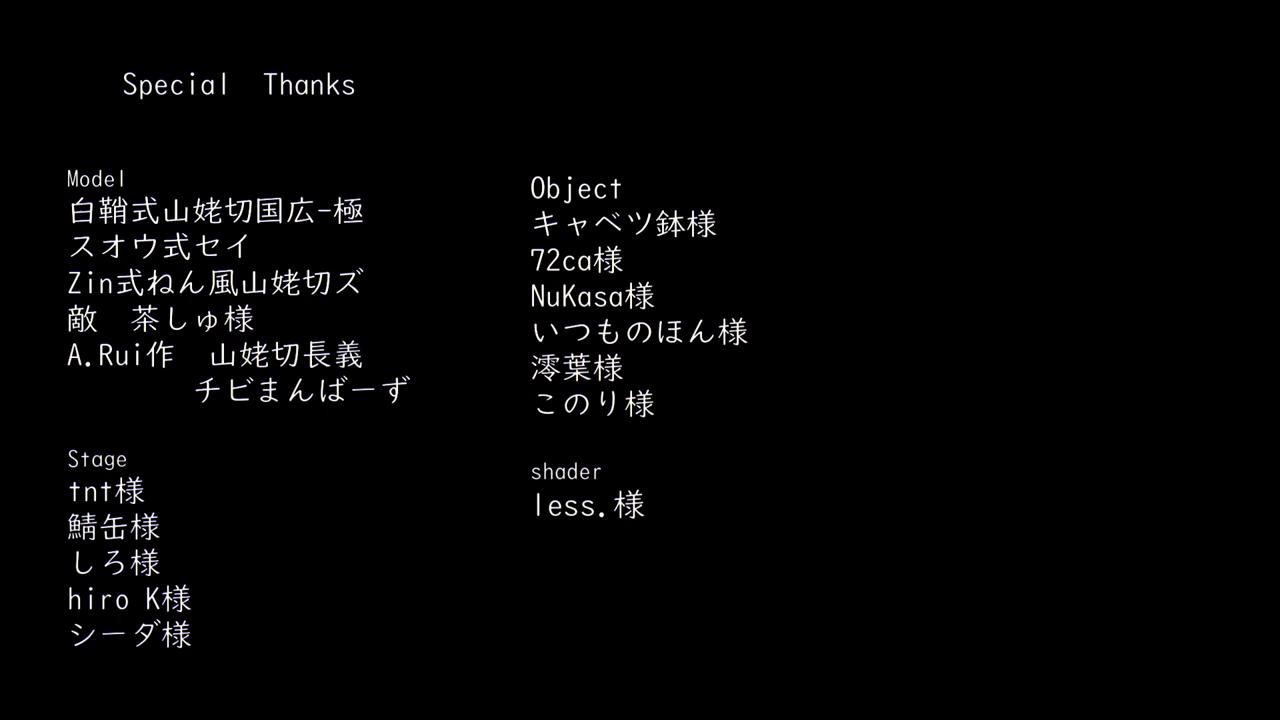 Special　Thanks
Model
白鞘式山姥切国広-極
スオウ式セイ
Zin式ねん風山姥切ズ
敵　茶しゅ様
A.Rui作　山姥切長義
チビまんばーず
Stage
tnt様
鯖缶様
しろ様
hiro K様
シーダ様
Object
キャベツ鉢様
72ca様
NuKasa様
いつものほん様
澪葉様
このり様
shader
less.様